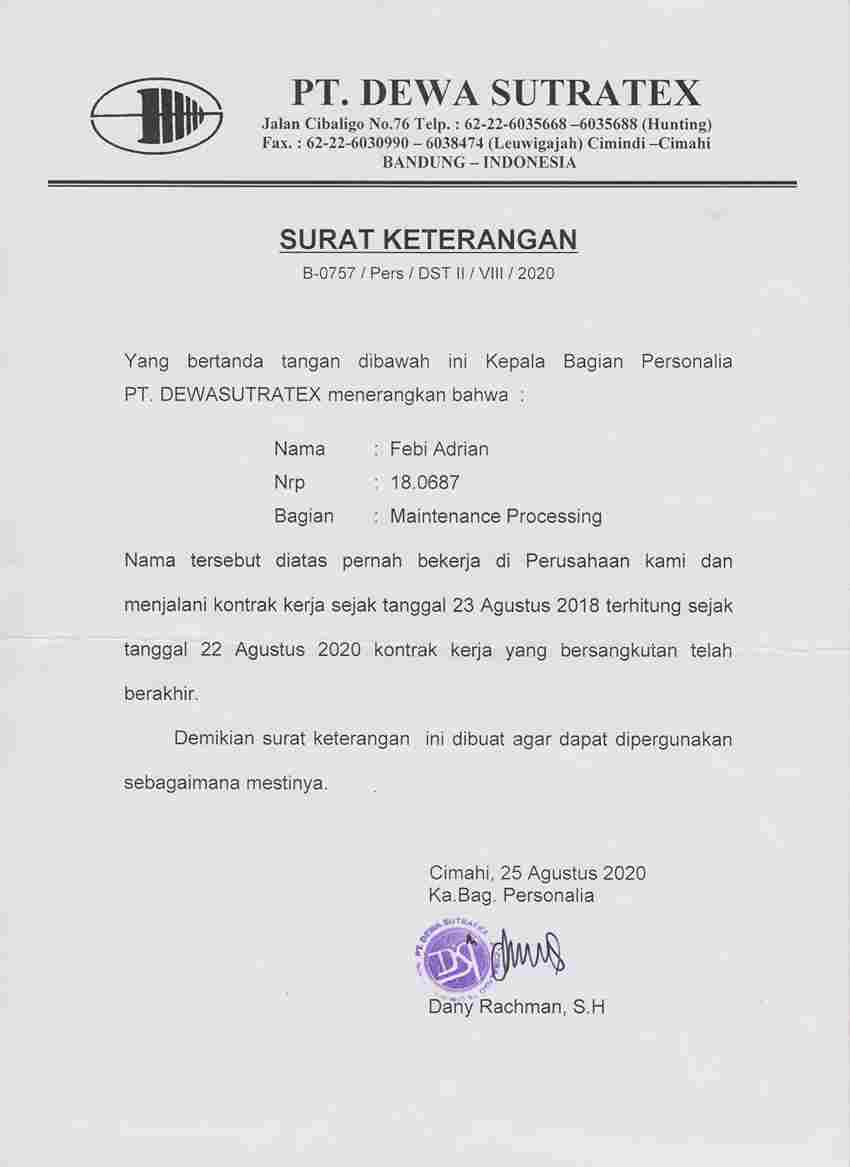 PT. DEWA SUTRATEX
Jalan Cibaligo No.76 Telp. : 62-22-6035668 –6035688 (Hunting)
Fax. : 62-22-6030990 – 6038474 (Leuwigajah) Cimindi –Cimahi
BANDUNG – INDONESIA
SURAT KETERANGAN
B-0757 / Pers / DST II / VIII / 2020
Yang bertanda tangan dibawah ini Kepala Bagian Personalia
PT. DEWASUTRATEX menerangkan bahwa :
Nama : Febi Adrian
Nrp : 18.0687
Bagian : Maintenance Processing
Nama tersebut diatas pernah bekerja di Perusahaan kami dan
menjalani kontrak kerja sejak tanggal 23 Agustus 2018 terhitung sejak
tanggal 22 Agustus 2020 kontrak kerja yang bersangkutan telah
berakhir.
Demikian surat keterangan ini dibuat agar dapat dipergunakan
sebagaimana mestinya.
Cimahi, 25 Agustus 2020
Ka.Bag. Personalia
PT. DEWA SUTRATEX
DS
Dany Rachman, S.H